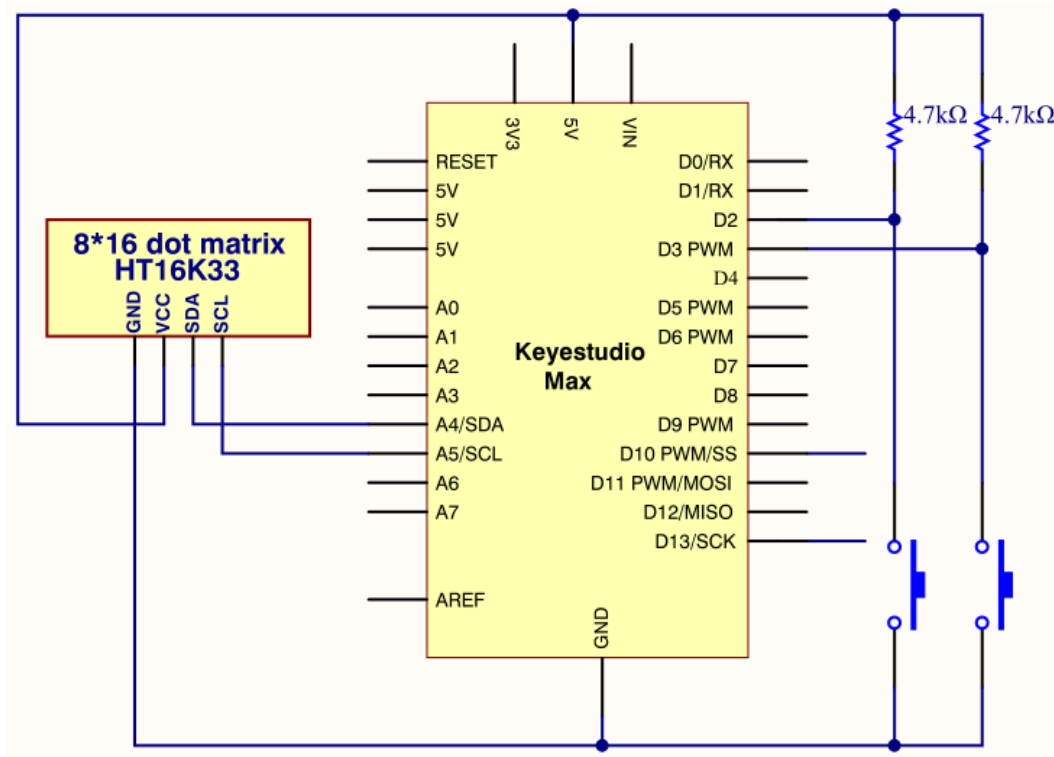 3V3
5V
VIN
4.7kΩ
4.7kΩ
RESET
5V
5V
5V
A0
A1
A2
A3
A4/SDA
A5/SCL
A6
A7
AREF
D0/RX
D1/RX
D2
D3 PWM
D4
D5 PWM
D6 PWM
D7
D8
D9 PWM
D10 PWM/SS
D11 PWM/MOSI
D12/MISO
D13/SCK
Keyestudio
Max
GND
8*16 dot matrix
HT16K33
GND
VCC
SDA
SCL